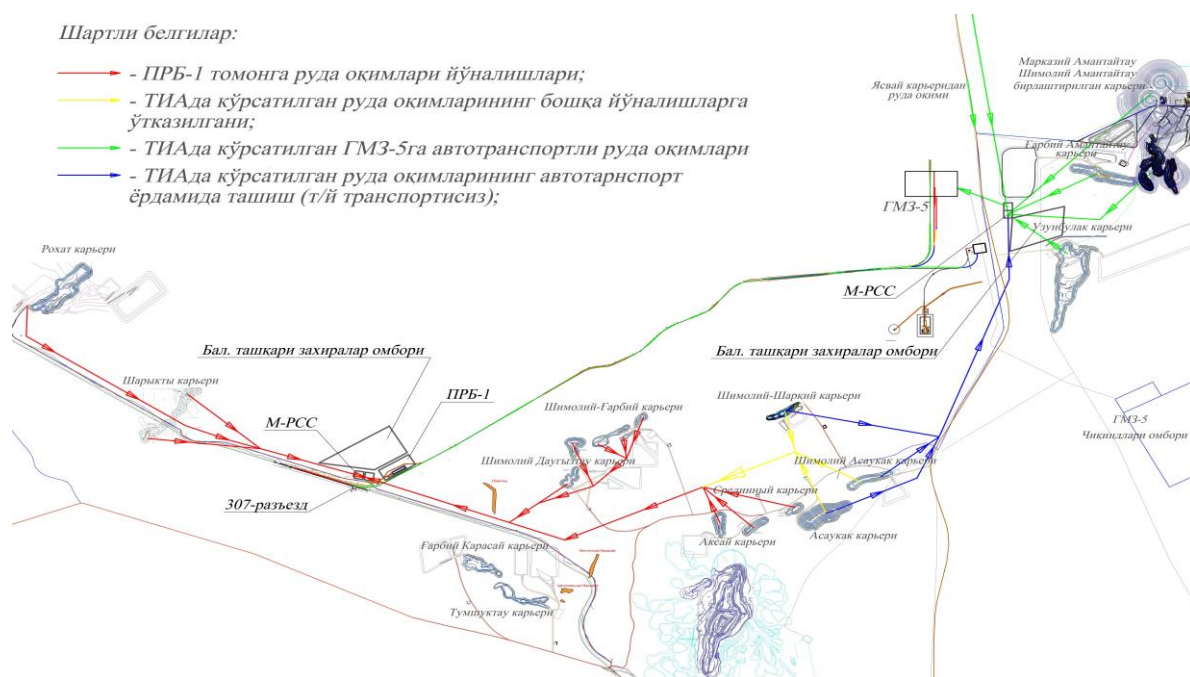 Шартли белгилар:
- ПРБ-1 томонга руда оқимлари йўналишлари;
- ТИАда кўрсатилган руда оқимларининг бошқа йўналишларга
ўтказилгани;
- ТИАда кўрсатилган ГМЗ-5га автотранспортли руда оқимлари
- ТИАда кўрсатилган руда оқимларининг автотарнспорт
ёрдамида ташиш (т/й транспортисиз);
Ясвай карьеридан
руда оқими
Марказий Амантайтау
Шимолий Амантайтау
бирлаштирилган карьери
Ғарбий Амантайтау
карьери
ГМЗ-5
Узунбулак карьери
М-РСС
Бал. ташқари захиралар омбори
Рохат карьери
Бал. ташқари захиралар омбори
Шарыкты карьери
ПРБ-1
М-РСС
307-разъезд
Шимолий-Ғарбий карьери
Шимолий-Шаркий карьери
ГМЗ-5
Чикиндлари омбори
Шимолий Даугызтау карьери
Шимолий Асаукак карьери
Срединный карьери
Аксай карьери
Асаукак карьери
Ғарбий Карасай карьери
Тумшуктау карьери